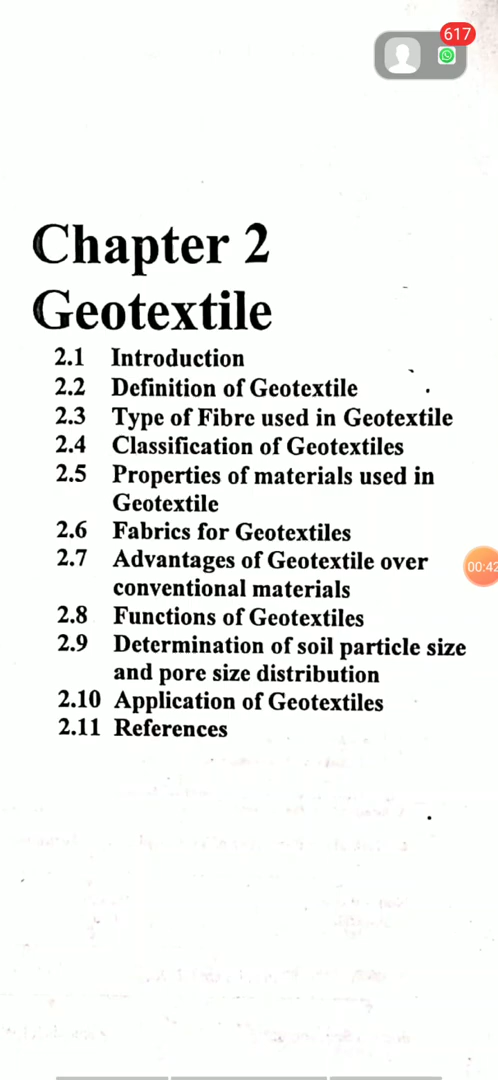 617
Chapter 2
Geotextile
2.1 Introduction
2.2 Definition of Geotextile
2.3 Type of Fibre used in Geotextile
2.4 Classification of Geotextiles
2.5 Properties of materials used in
Geotextile
2.6 Fabrics for Geotextiles
2.7 Advantages of Geotextile over
00:42
conventional materials
2.8 Functions of Geotextiles
2.9 Determination of soil particle size
and pore size distribution
2.10 Application of Geotextiles
2.11 References